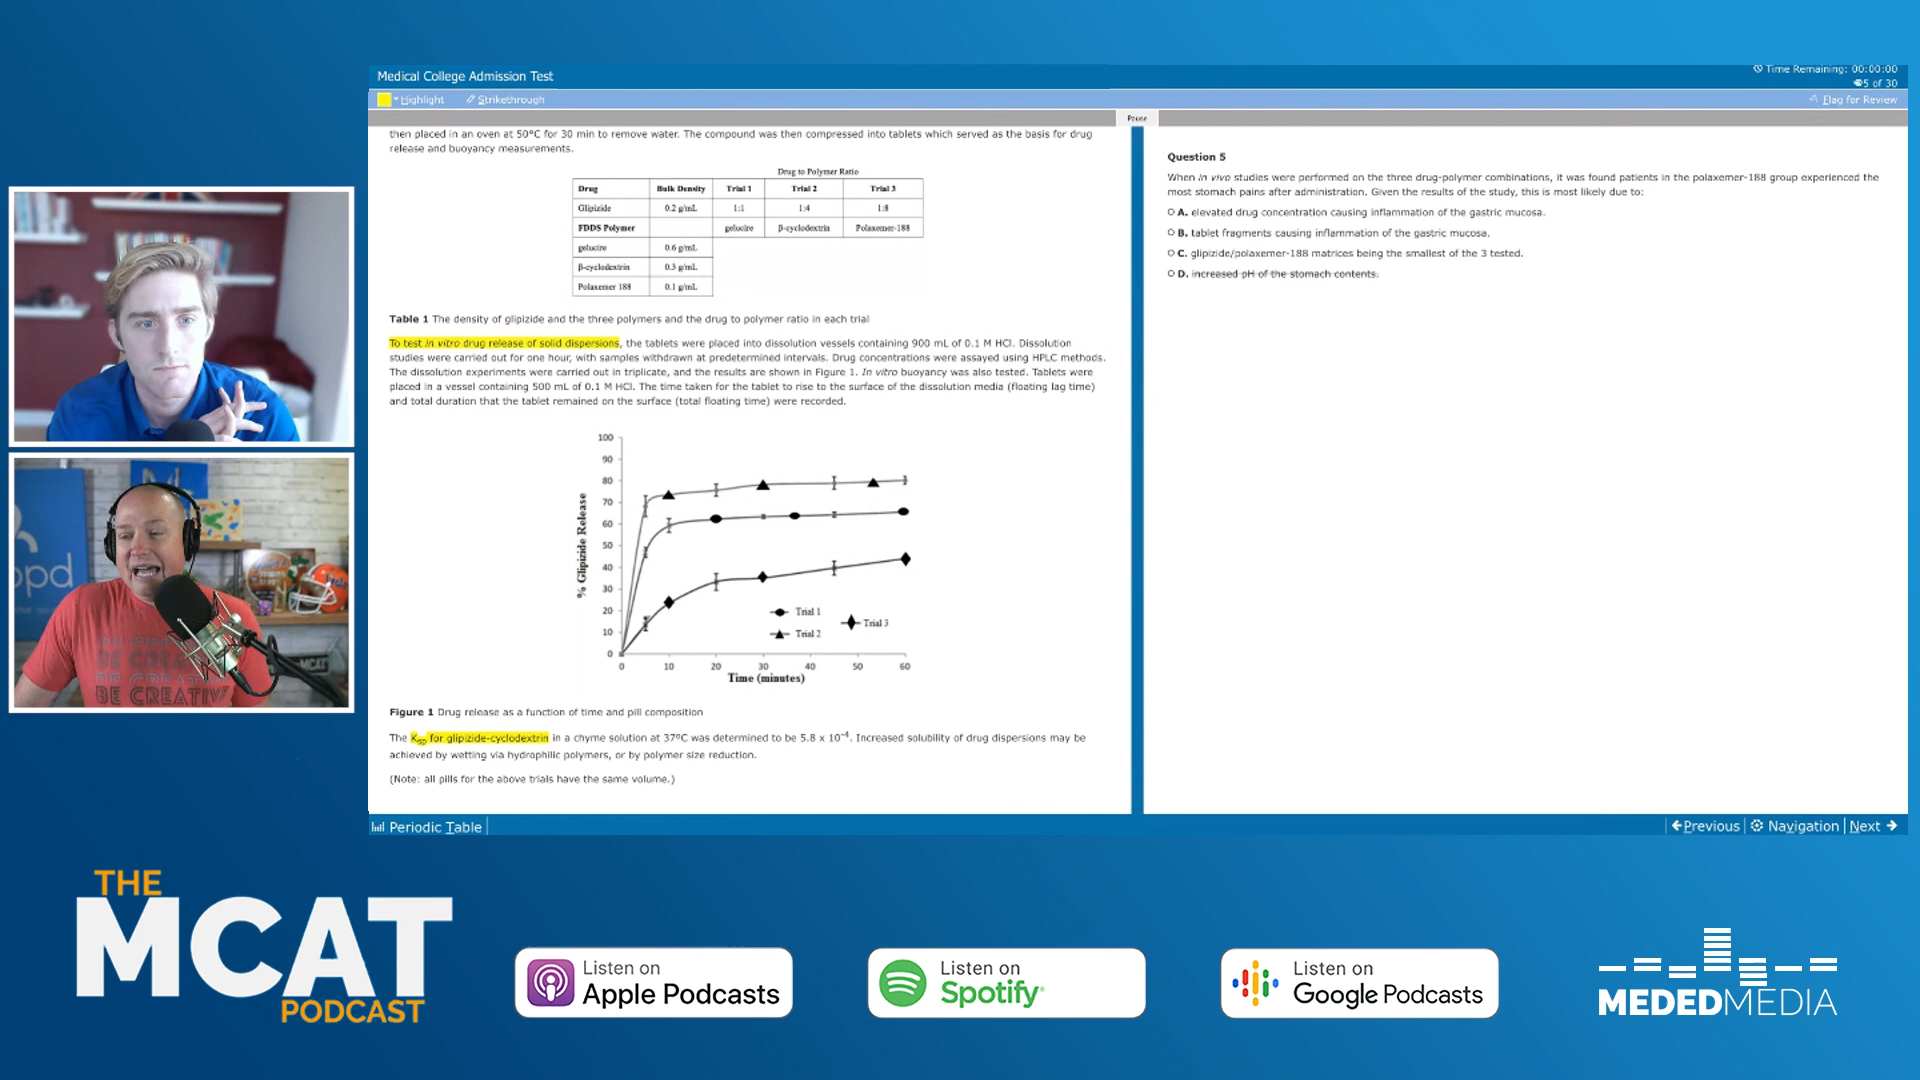 Medical College Admission Test
Time Remaining: 00:00:00
5 of 30
Highlight
Strikethrough
Flag for Review
Pause
then placed in an oven at 50°C for 30 min to remove water. The compound was then compressed into tablets which served as the basis for drug
release and buoyancy measurements.
Drug to Polymer Ratio
Drug Bulk Density Trial 1 Trial 2 Trial 3
Glipizide 0.2 g/mL 1:1 1:4 1:8
FDDS Polymer gelucire β-cyclodextrin Polaxemer-188
gelucire 0.6 g/mL
β-cyclodextrin 0.3 g/mL
Polaxemer 188 0.1 g/mL
Table 1 The density of glipizide and the three polymers and the drug to polymer ratio in each trial
To test in vitro drug release of solid dispersions, the tablets were placed into dissolution vessels containing 900 mL of 0.1 M HCl. Dissolution
studies were carried out for one hour, with samples withdrawn at predetermined intervals. Drug concentrations were assayed using HPLC methods.
The dissolution experiments were carried out in triplicate, and the results are shown in Figure 1. In vitro buoyancy was also tested. Tablets were
placed in a vessel containing 500 mL of 0.1 M HCl. The time taken for the tablet to rise to the surface of the dissolution media (floating lag time)
and total duration that the tablet remained on the surface (total floating time) were recorded.
% Glipizide Release
100
90
80
70
60
50
40
30
20
10
0
0 10 20 30 40 50 60
Time (minutes)
Trial 1
Trial 2
Trial 3
Figure 1 Drug release as a function of time and pill composition
The Ksp for glipizide-cyclodextrin in a chyme solution at 37°C was determined to be 5.8 x 10⁻⁴. Increased solubility of drug dispersions may be
achieved by wetting via hydrophilic polymers, or by polymer size reduction.
(Note: all pills for the above trials have the same volume.)
Question 5
When in vivo studies were performed on the three drug-polymer combinations, it was found patients in the polaxemer-188 group experienced the
most stomach pains after administration. Given the results of the study, this is most likely due to:
A. elevated drug concentration causing inflammation of the gastric mucosa.
B. tablet fragments causing inflammation of the gastric mucosa.
C. glipizide/polaxemer-188 matrices being the smallest of the 3 tested.
D. increased pH of the stomach contents.
Periodic Table
Previous
Navigation
Next
opd
BE CREATIVE
BE CREATIVE
MCAT
THE
MCAT
PODCAST
Listen on
Apple Podcasts
Listen on
Spotify
Listen on
Google Podcasts
MEDEDMEDIA